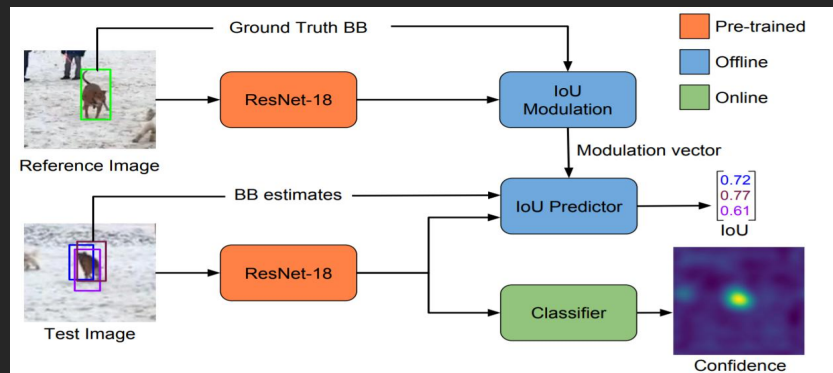 Ground Truth BB
Pre-trained
Offline
Online
ResNet-18
IoU
Modulation
Reference Image
Modulation vector
BB estimates
IoU Predictor
0.72
0.77
0.61
IoU
ResNet-18
Classifier
Test Image
Confidence